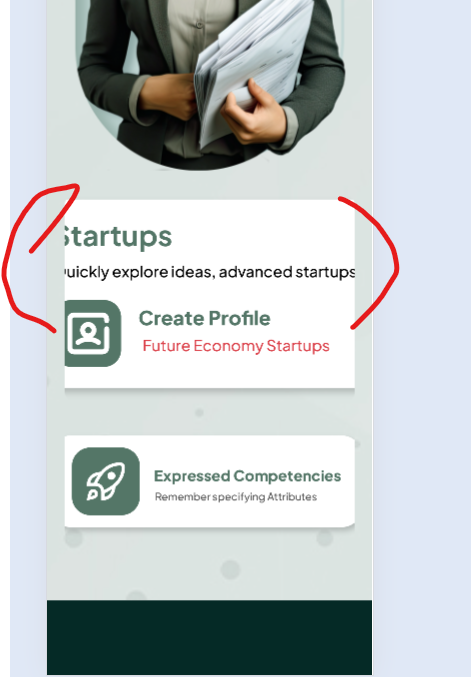 Startups
uickly explore ideas, advanced startups
Create Profile
Future Economy Startups
Expressed Competencies
Remember specifying Attributes